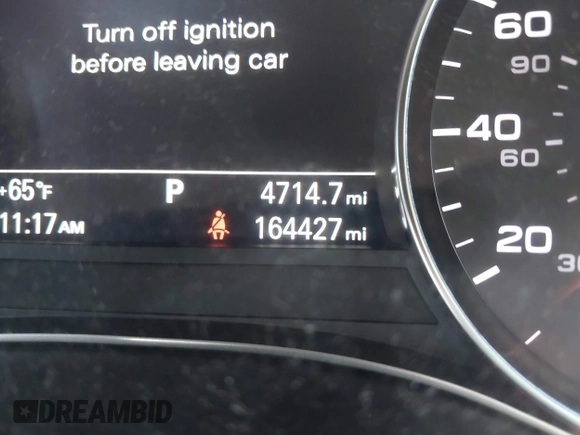 Turn off ignition
before leaving car
+65°F P 4714.7 mi
11:17 AM 164427 mi
60
90
40
60
20
30
DREAMBID